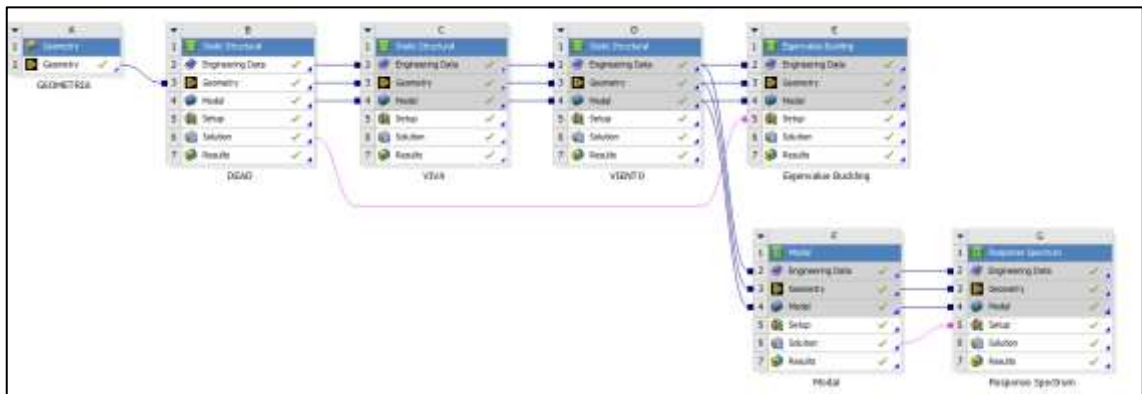 A
1 Geometry
2 Geometry
GEOMETRIA
B
1 Static Structural
2 Engineering Data
3 Geometry
4 Model
5 Setup
6 Solution
7 Results
DEAD
C
1 Static Structural
2 Engineering Data
3 Geometry
4 Model
5 Setup
6 Solution
7 Results
VIVA
D
1 Static Structural
2 Engineering Data
3 Geometry
4 Model
5 Setup
6 Solution
7 Results
VIENTO
E
1 Eigenvalue Buckling
2 Engineering Data
3 Geometry
4 Model
5 Setup
6 Solution
7 Results
Eigenvalue Buckling
F
1 Modal
2 Engineering Data
3 Geometry
4 Model
5 Setup
6 Solution
7 Results
Modal
G
1 Response Spectrum
2 Engineering Data
3 Geometry
4 Model
5 Setup
6 Solution
7 Results
Response Spectrum